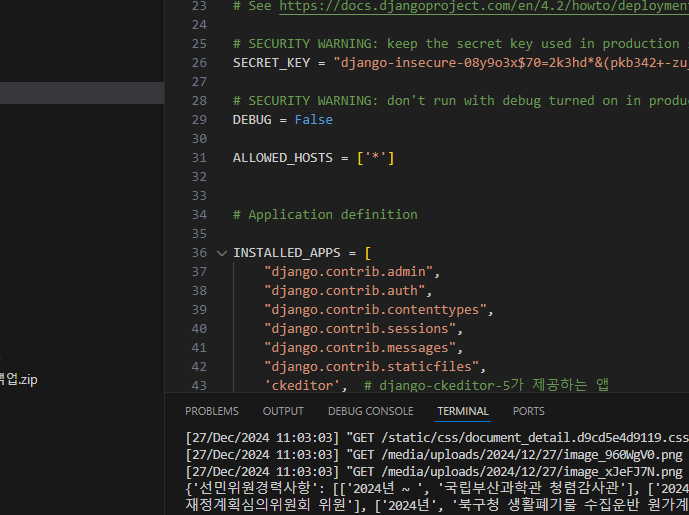 23 # See https://docs.djangoproject.com/en/4.2/howto/deploymen
24
25 # SECURITY WARNING: keep the secret key used in production
26 SECRET_KEY = "django-insecure-08y9o3x$70=2k3hd*&(pkb342+-zu
27
28 # SECURITY WARNING: don't run with debug turned on in produ
29 DEBUG = False
30
31 ALLOWED_HOSTS = ['*']
32
33
34 # Application definition
35
36 INSTALLED_APPS = [
37 "django.contrib.admin",
38 "django.contrib.auth",
39 "django.contrib.contenttypes",
40 "django.contrib.sessions",
41 "django.contrib.messages",
42 "django.contrib.staticfiles",
43 'ckeditor', # django-ckeditor-5가 제공하는 앱
업.zip
PROBLEMS OUTPUT DEBUG CONSOLE TERMINAL PORTS
[27/Dec/2024 11:03:03] "GET /static/css/document_detail.d9cd5e4d9119.css
[27/Dec/2024 11:03:03] "GET /media/uploads/2024/12/27/image_960WgV0.png
[27/Dec/2024 11:03:03] "GET /media/uploads/2024/12/27/image_xJeFJ7N.png
{'선민위원경력사항': [['2024년 ~ ', '국립부산과학관 청렴감사관'], ['2024
재정계획심의위원회 위원'], ['2024년', '북구청 생활폐기물 수집운반 원가계